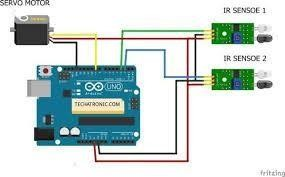 SERVO MOTOR
IR SENSOE 1
IR SENSOE 2
UNO
ARDUINO
TECHATRONIC.COM
fritzing